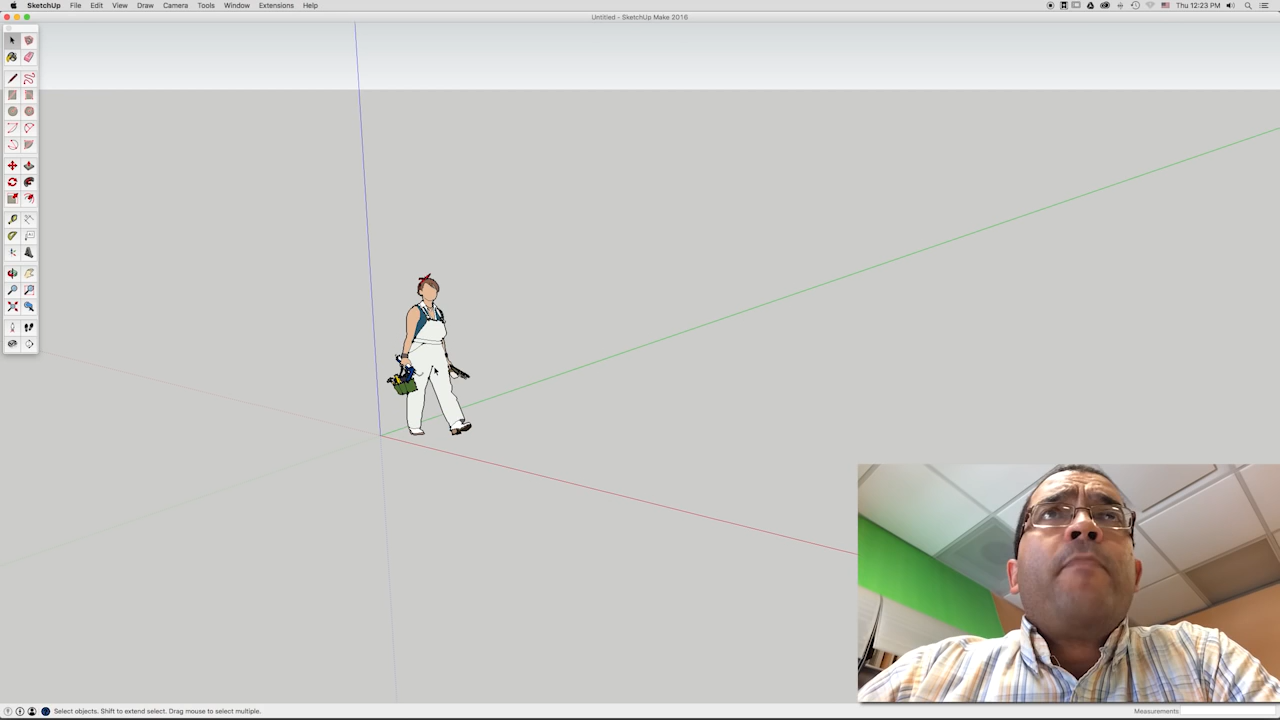 SketchUp File Edit View Draw Camera Tools Window Extensions Help Thu 12:23 PM
Untitled - SketchUp Make 2016
Select objects. Shift to extend select. Drag mouse to select multiple. Measurements